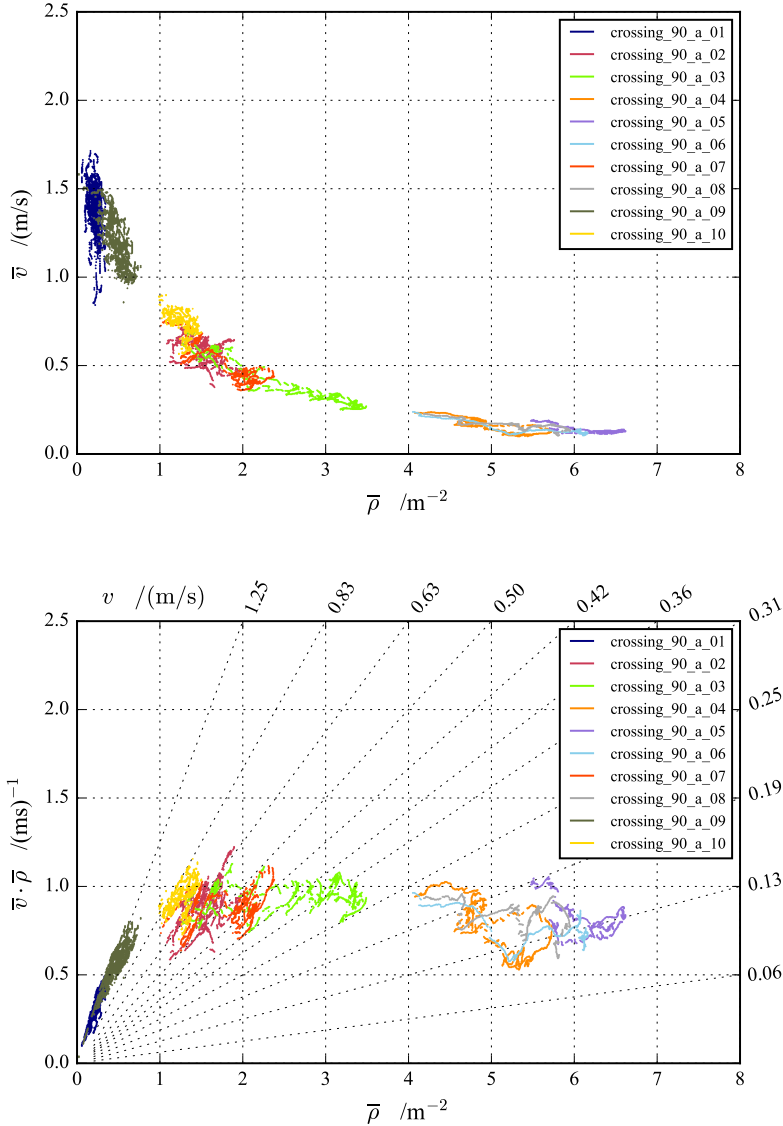 2.5
2.0
1.5
1.0
0.5
0.0
v̅ /(m/s)
crossing_90_a_01
crossing_90_a_02
crossing_90_a_03
crossing_90_a_04
crossing_90_a_05
crossing_90_a_06
crossing_90_a_07
crossing_90_a_08
crossing_90_a_09
crossing_90_a_10
0 1 2 3 4 5 6 7 8
ρ̅ /m⁻²
v /(m/s) 1.25 0.83 0.63 0.50 0.42 0.36 0.31
0.25
0.19
0.13
0.06
2.5
2.0
1.5
1.0
0.5
0.0
v̅ · ρ̅ /(ms)⁻¹
crossing_90_a_01
crossing_90_a_02
crossing_90_a_03
crossing_90_a_04
crossing_90_a_05
crossing_90_a_06
crossing_90_a_07
crossing_90_a_08
crossing_90_a_09
crossing_90_a_10
0 1 2 3 4 5 6 7 8
ρ̅ /m⁻²